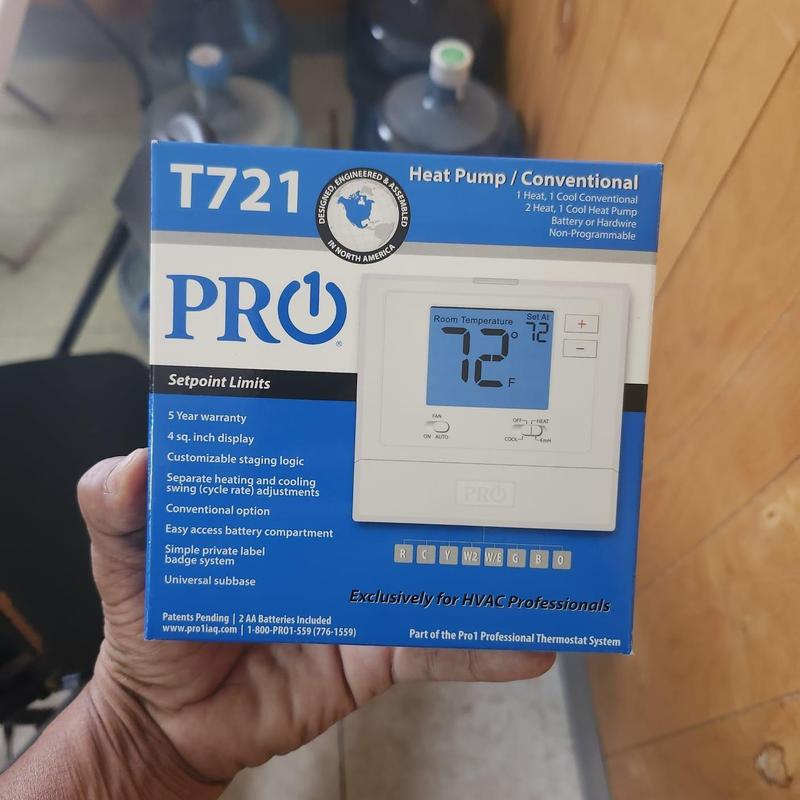 T721
DESIGNED, ENGINEERED & ASSEMBLED
IN NORTH AMERICA
Heat Pump / Conventional
1 Heat, 1 Cool Conventional
2 Heat, 1 Cool Heat Pump
Battery or Hardwire
Non-Programmable
PRO1®
Setpoint Limits
5 Year warranty
4 sq. inch display
Customizable staging logic
Separate heating and cooling
swing (cycle rate) adjustments
Conventional option
Easy access battery compartment
Simple private label
badge system
Universal subbase
Room Temperature
Set At
72° F
72
+
−
FAN
ON AUTO
OFF HEAT
COOL EmH
PRO1
R C Y W2 W/E G B O
Exclusively for HVAC Professionals
Patents Pending | 2 AA Batteries Included
www.pro1iaq.com | 1-800-PRO1-559 (776-1559)
Part of the Pro1 Professional Thermostat System